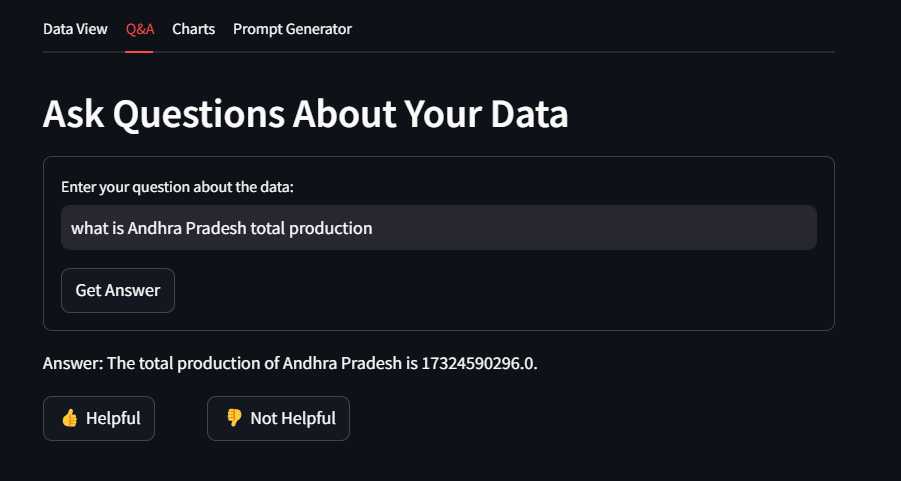 Data View Q&A Charts Prompt Generator
Ask Questions About Your Data
Enter your question about the data:
what is Andhra Pradesh total production
Get Answer
Answer: The total production of Andhra Pradesh is 17324590296.0.
👍 Helpful 👎 Not Helpful